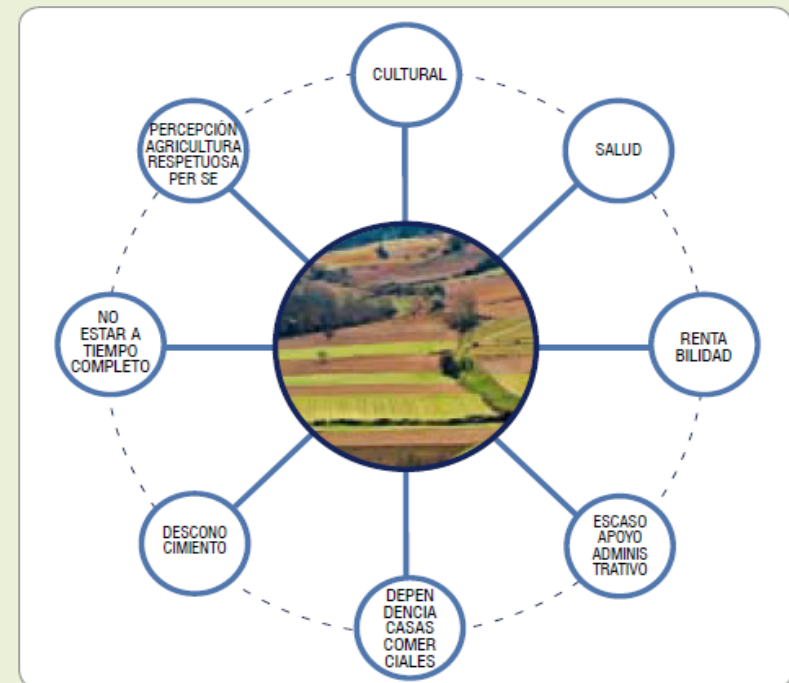 CULTURAL
SALUD
RENTA
BILIDAD
ESCASO
APOYO
ADMINIS
TRATIVO
DEPEN
DENCIA
CASAS
COMER
CIALES
DESCONO
CIMIENTO
NO
ESTAR A
TIEMPO
COMPLETO
PERCEPCIÓN
AGRICULTURA
RESPETUOSA
PER SE